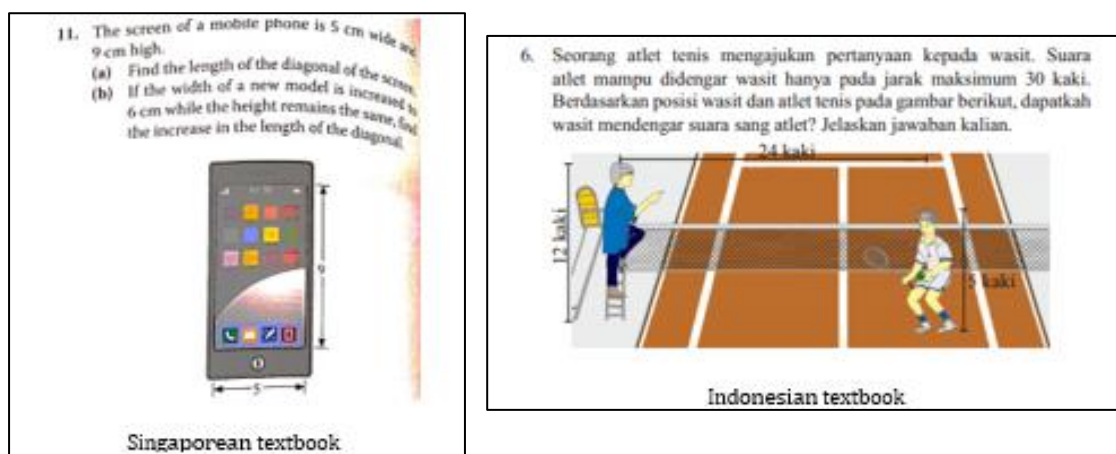 11. The screen of a mobile phone is 5 cm wide and
9 cm high.
(a) Find the length of the diagonal of the screen.
(b) If the width of a new model is increased to
6 cm while the height remains the same, find
the increase in the length of the diagonal.
9
5
Singaporean textbook
6. Seorang atlet tenis mengajukan pertanyaan kepada wasit. Suara
atlet mampu didengar wasit hanya pada jarak maksimum 30 kaki.
Berdasarkan posisi wasit dan atlet tenis pada gambar berikut, dapatkah
wasit mendengar suara sang atlet? Jelaskan jawaban kalian.
24 kaki
12 kaki
5 kaki
Indonesian textbook